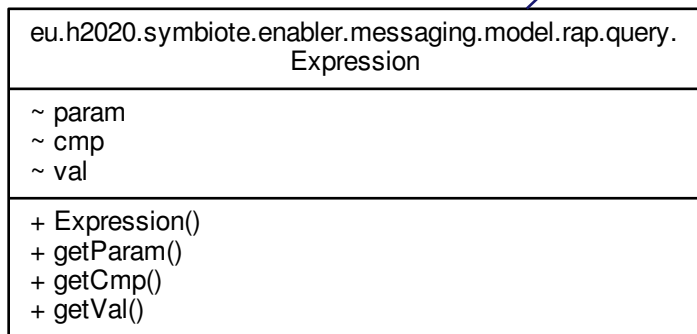 eu.h2020.symbiote.enabler.messaging.model.rap.query.
Expression
~ param
~ cmp
~ val
+ Expression()
+ getParam()
+ getCmp()
+ getVal()